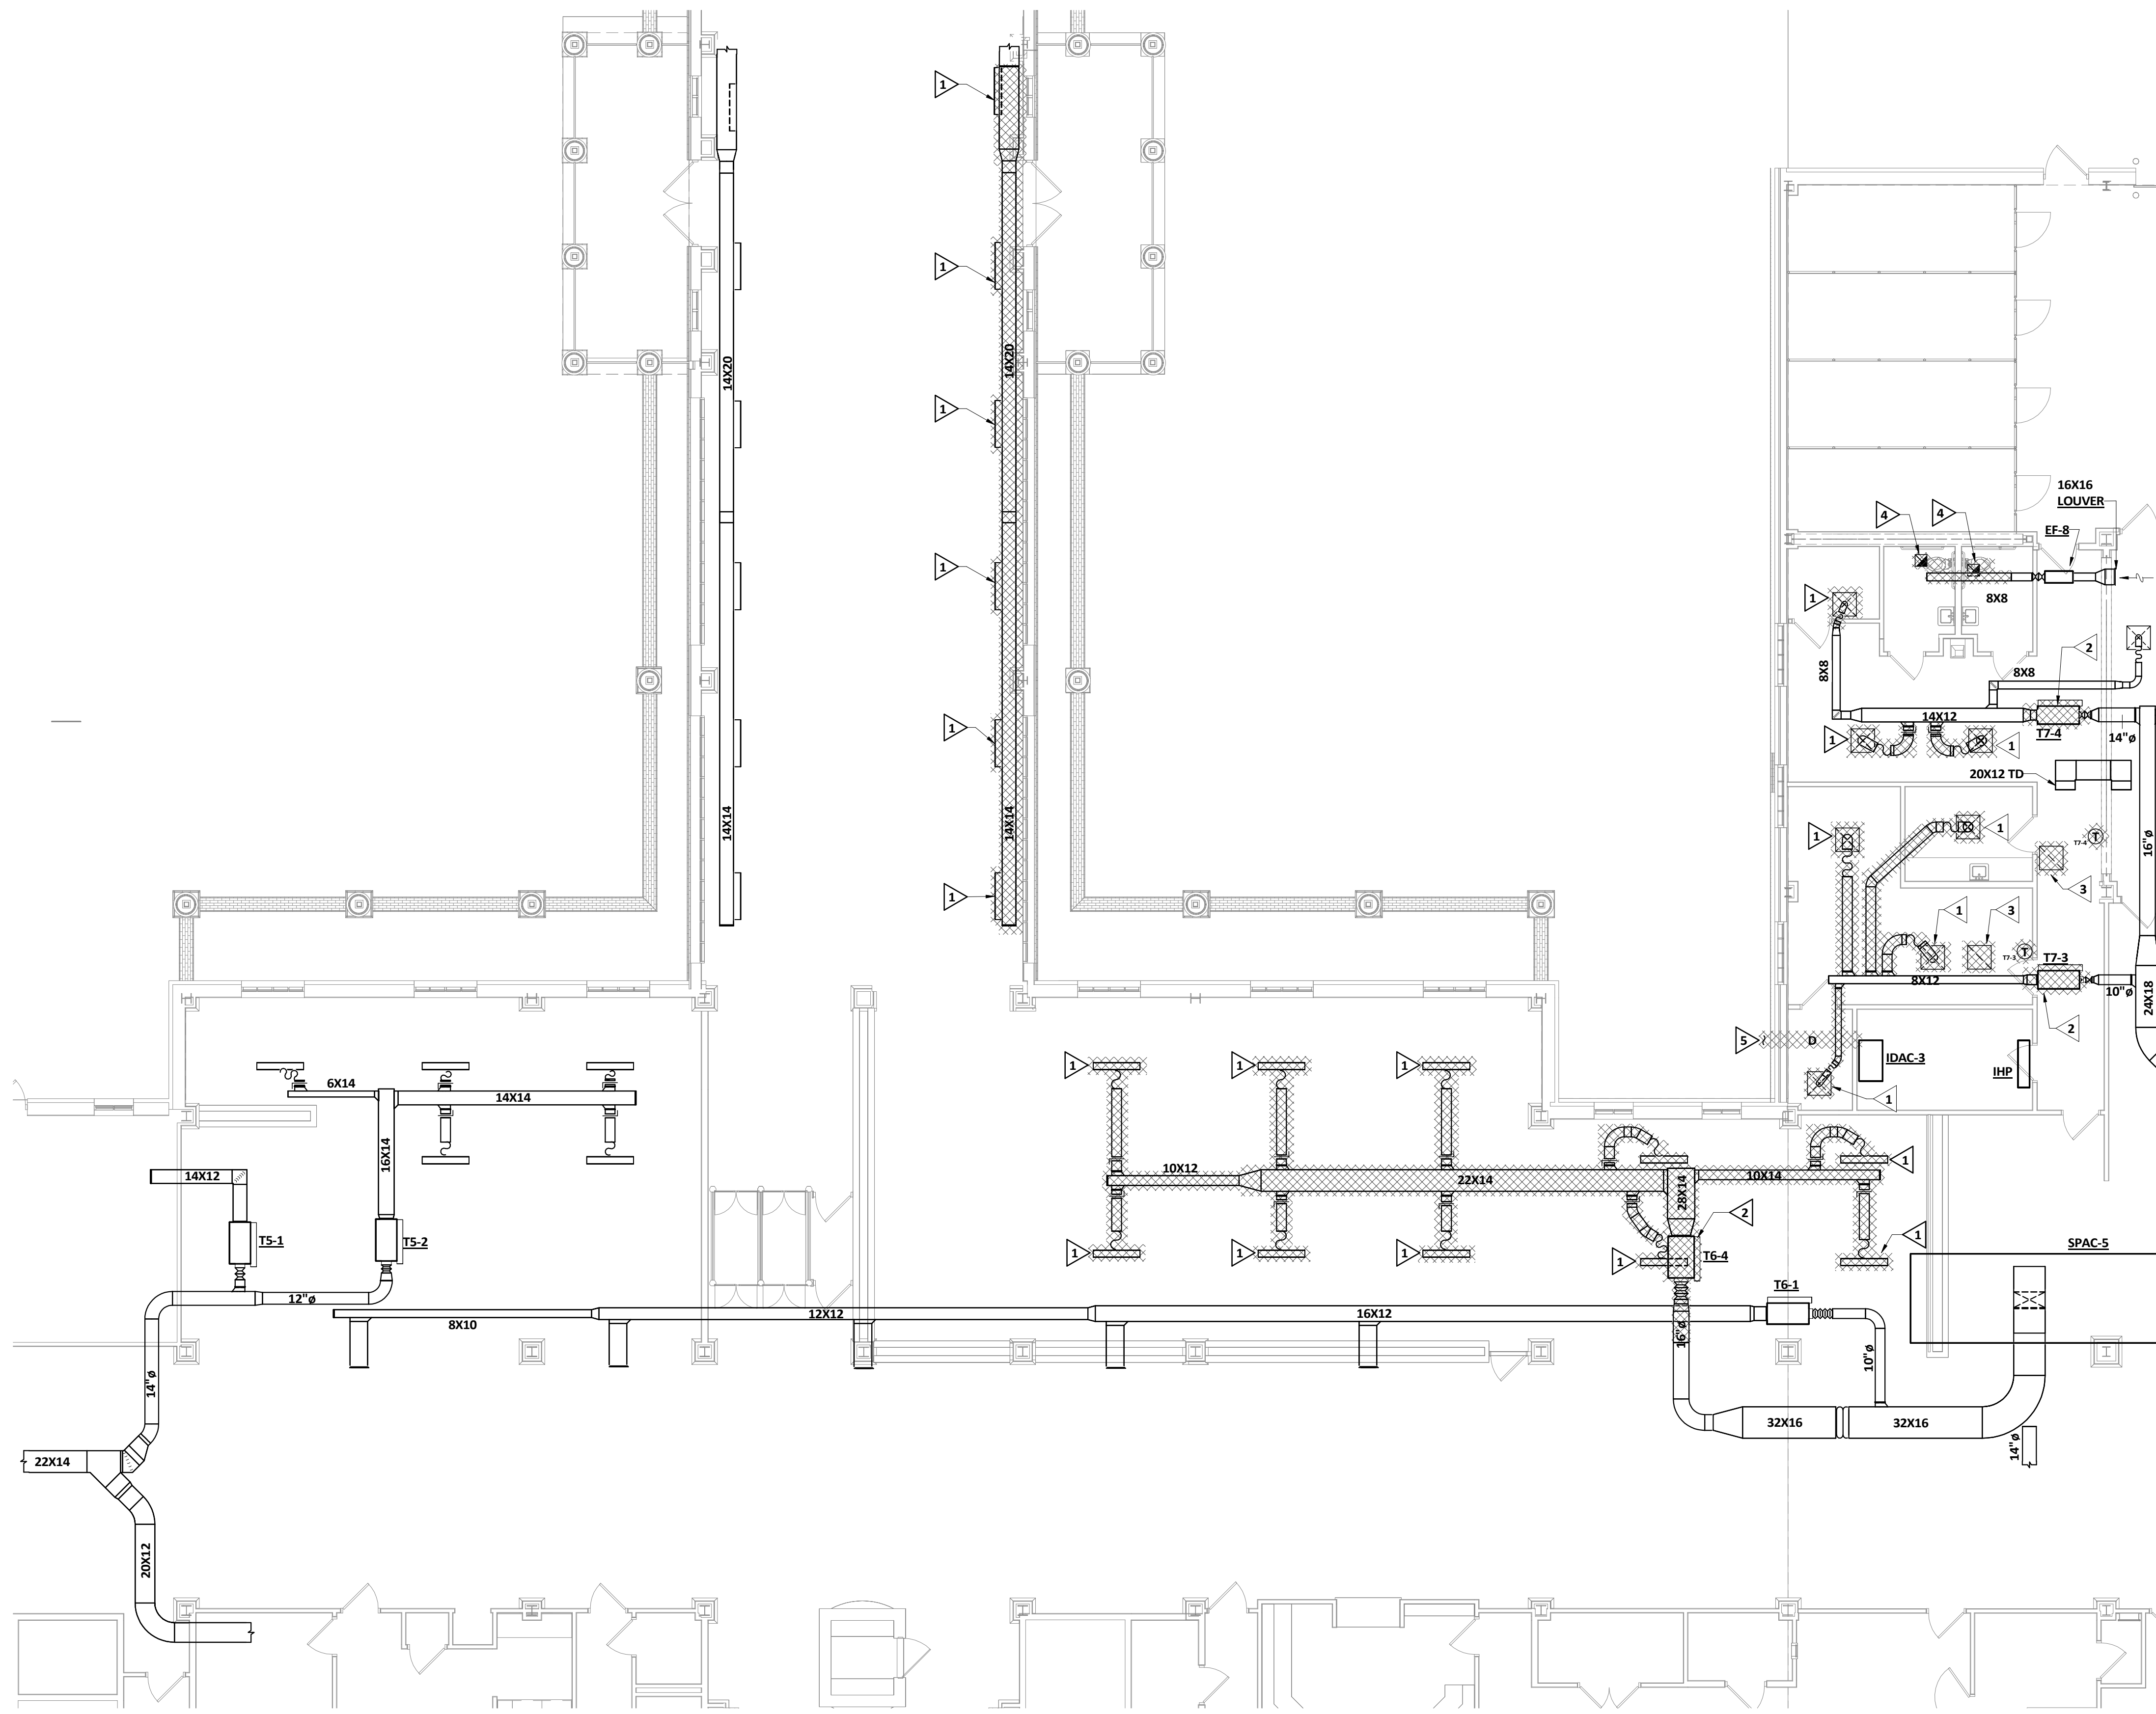 1
1
14X20
14X20
1
16X16
LOUVER
4
4
EF-8
1
8X8
1
2
8X8
8X8
14X12
1
1
T7-4
14"ø
1
20X12 TD
14X14
14X14
1
1
T7-4
T
16"ø
3
1
1
3
T7-3
T
T7-3
8X12
10"ø
24X18
2
5
D
IDAC-3
IHP
1
1
1
1
6X14
14X14
16X14
14X12
10X12
22X14
28X14
10X14
1
2
T5-1
T5-2
1
1
1
1
T6-4
1
SPAC-5
T6-1
12"ø
8X10
12X12
16X12
16"ø
10"ø
14"ø
32X16
32X16
14"ø
22X14
20X12